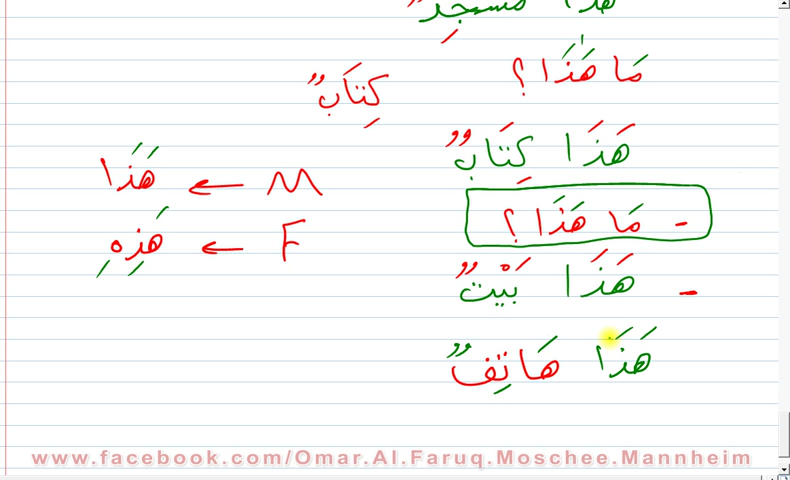 هَذَا مَسْجِدٌ
مَا هَذَا؟ كِتَابٌ
هَذَا كِتَابٌ
M ← هَذَا
- مَا هَذَا؟
F ← هَذِهِ
- هَذَا بَيْتٌ
هَذَا هَاتِفٌ
www.facebook.com/Omar.Al.Faruq.Moschee.Mannheim